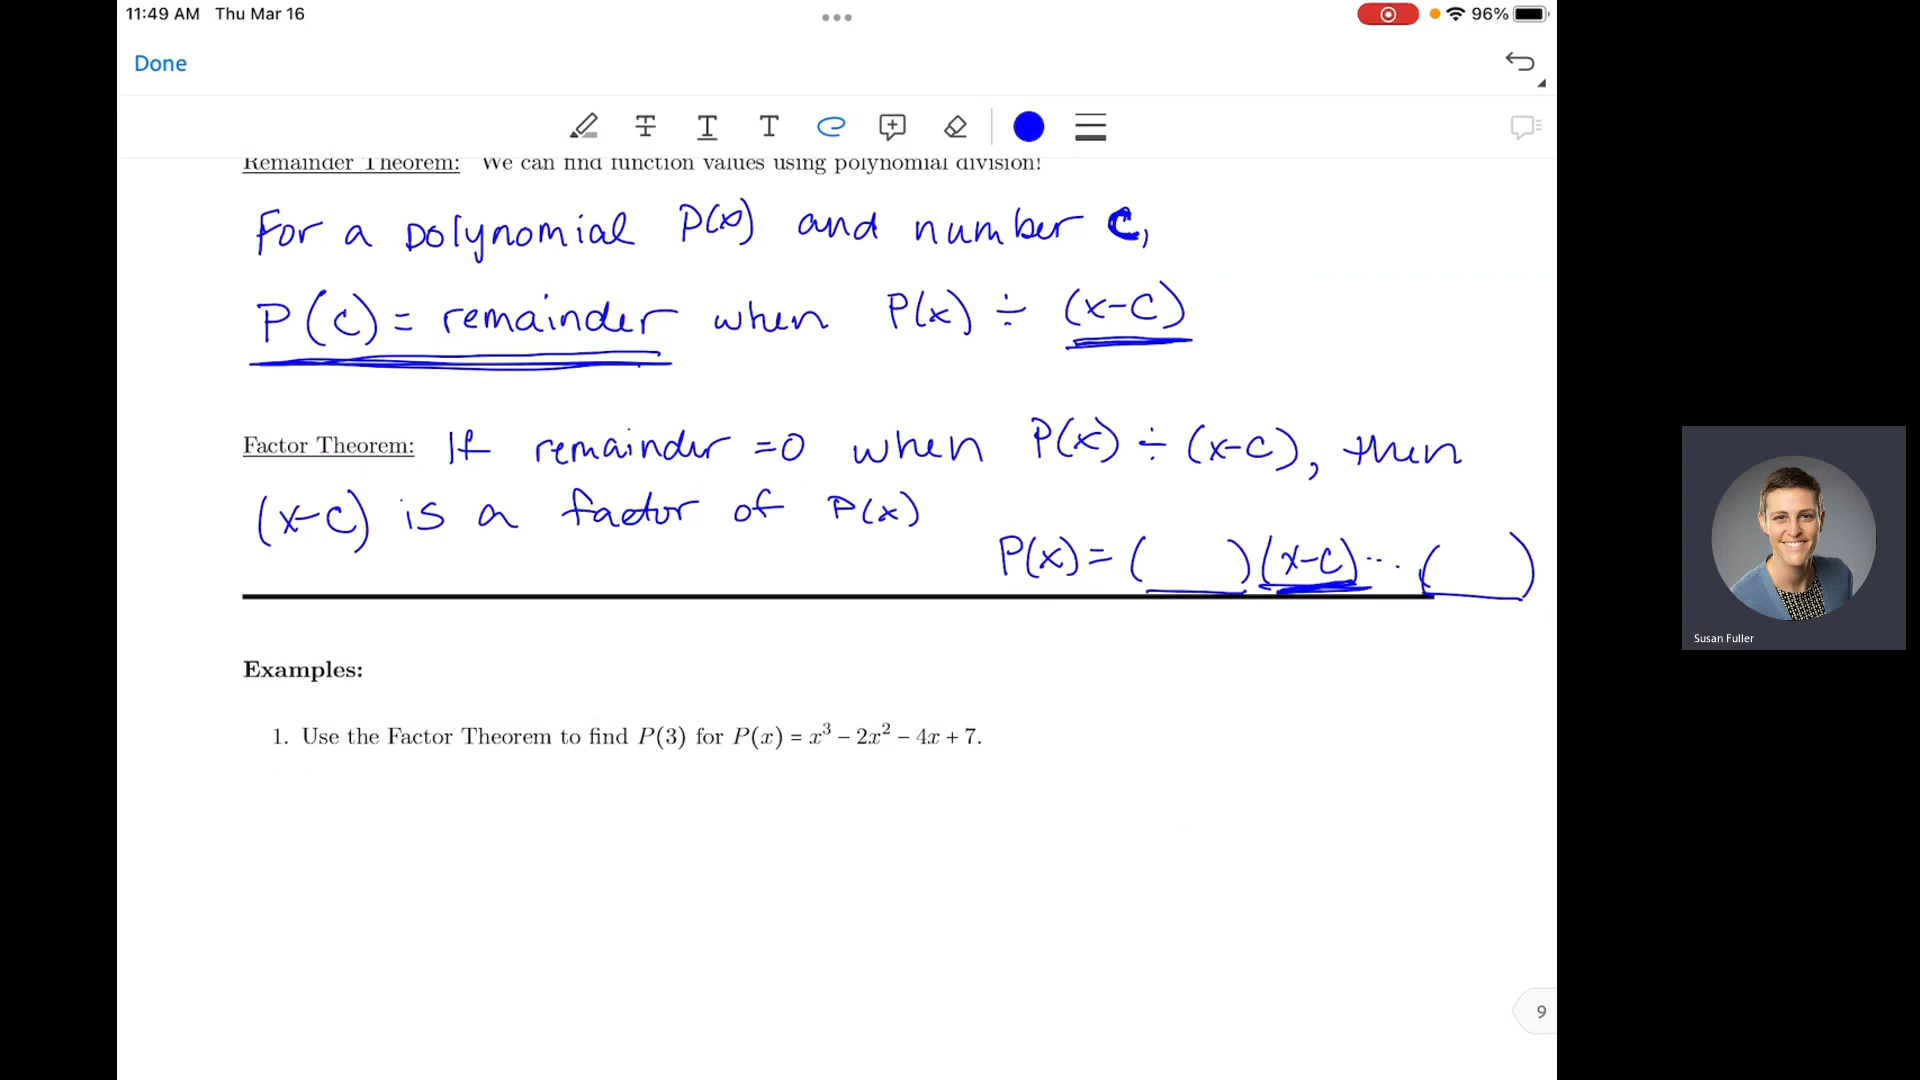 11:49 AM Thu Mar 16
96%
Done
Remainder Theorem: We can find function values using polynomial division!
For a polynomial P(x) and number c,
P(c) = remainder when P(x) ÷ (x-c)
Factor Theorem: If remainder =0 when P(x) ÷ (x-c), then
(x-c) is a factor of P(x)
P(x) = (   )(x-c)...(   )
Examples:
1. Use the Factor Theorem to find P(3) for P(x) = x³ − 2x² − 4x + 7.
Susan Fuller
9